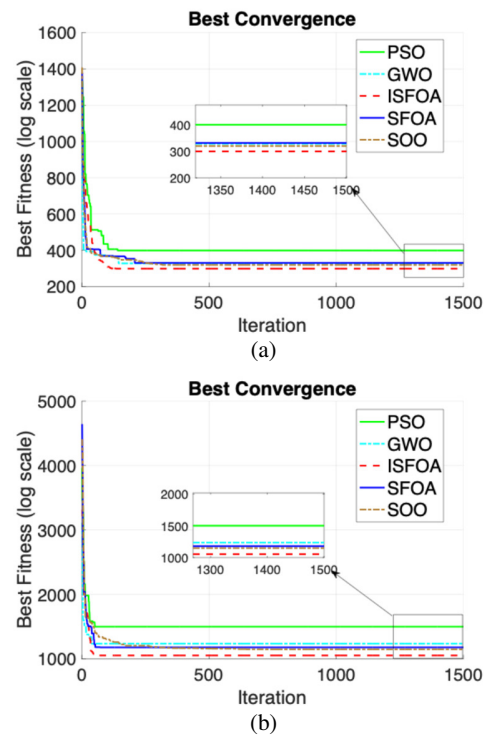 Best Convergence
1600
1400
1200
1000
800
600
400
200
Best Fitness (log scale)
PSO
GWO
ISFOA
SFOA
SOO
400
300
200
1350 1400 1450 1500
0 500 1000 1500
Iteration
(a)
Best Convergence
5000
4000
3000
2000
1000
Best Fitness (log scale)
PSO
GWO
ISFOA
SFOA
SOO
2000
1500
1000
1300 1400 1500
0 500 1000 1500
Iteration
(b)